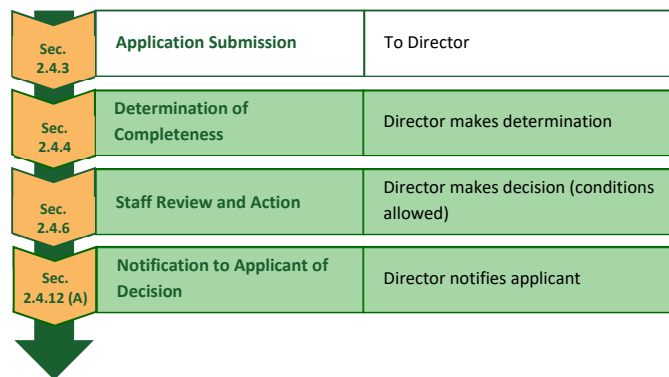 Sec.
2.4.3
Application Submission
To Director
Sec.
2.4.4
Determination of
Completeness
Director makes determination
Sec.
2.4.6
Staff Review and Action
Director makes decision (conditions
allowed)
Sec.
2.4.12 (A)
Notification to Applicant of
Decision
Director notifies applicant